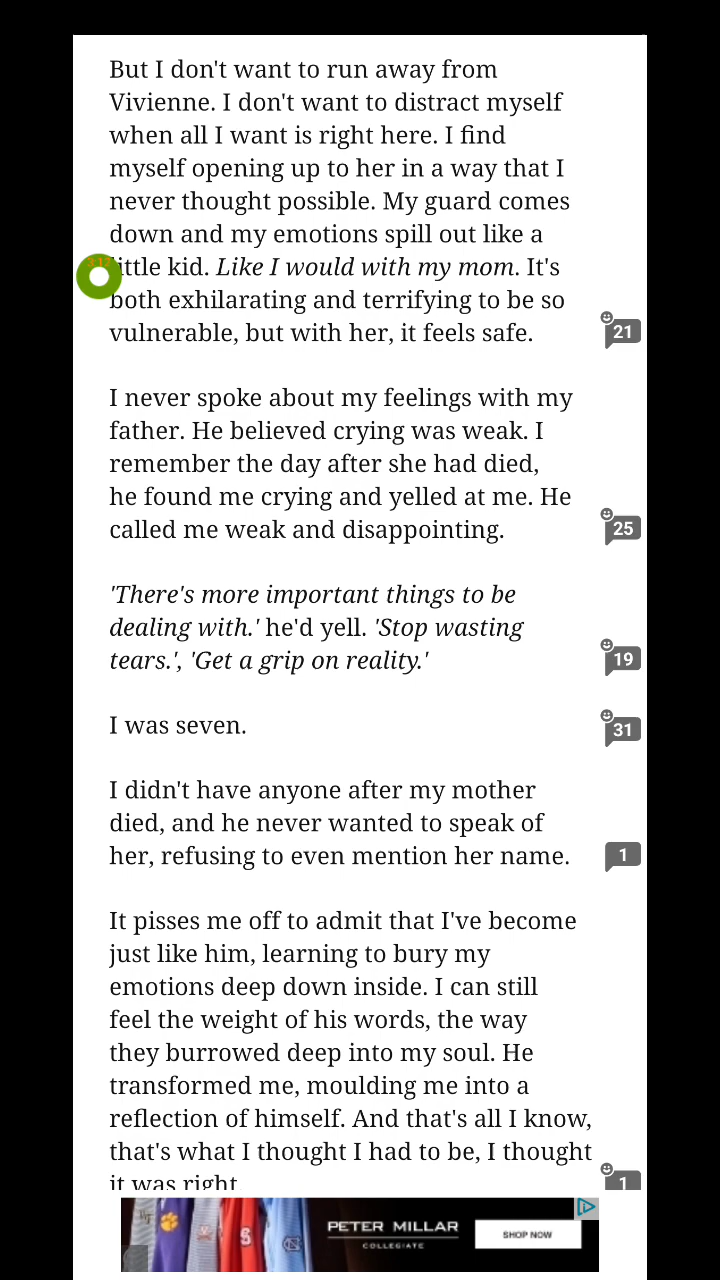 But I don't want to run away from
Vivienne. I don't want to distract myself
when all I want is right here. I find
myself opening up to her in a way that I
never thought possible. My guard comes
down and my emotions spill out like a
little kid. Like I would with my mom. It's
both exhilarating and terrifying to be so
vulnerable, but with her, it feels safe.
21
I never spoke about my feelings with my
father. He believed crying was weak. I
remember the day after she had died,
he found me crying and yelled at me. He
called me weak and disappointing.
25
'There's more important things to be
dealing with.' he'd yell. 'Stop wasting
tears.', 'Get a grip on reality.'
19
I was seven.
31
I didn't have anyone after my mother
died, and he never wanted to speak of
her, refusing to even mention her name.
1
It pisses me off to admit that I've become
just like him, learning to bury my
emotions deep down inside. I can still
feel the weight of his words, the way
they burrowed deep into my soul. He
transformed me, moulding me into a
reflection of himself. And that's all I know,
that's what I thought I had to be, I thought
it was right
1
PETER MILLAR
COLLEGIATE
SHOP NOW